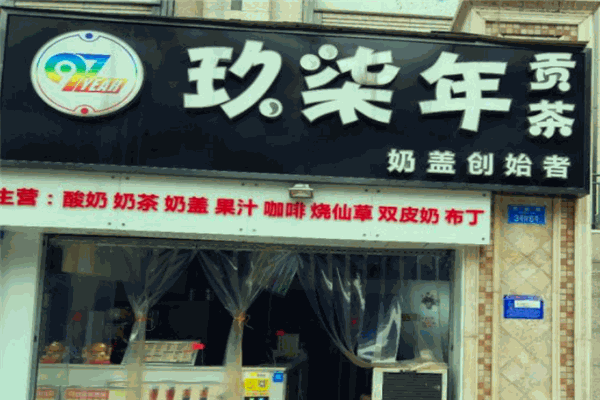 97
YEAR
玖柒年
贡茶
奶盖创始者
主营：酸奶 奶茶 奶盖 果汁 咖啡 烧仙草 双皮奶 布丁